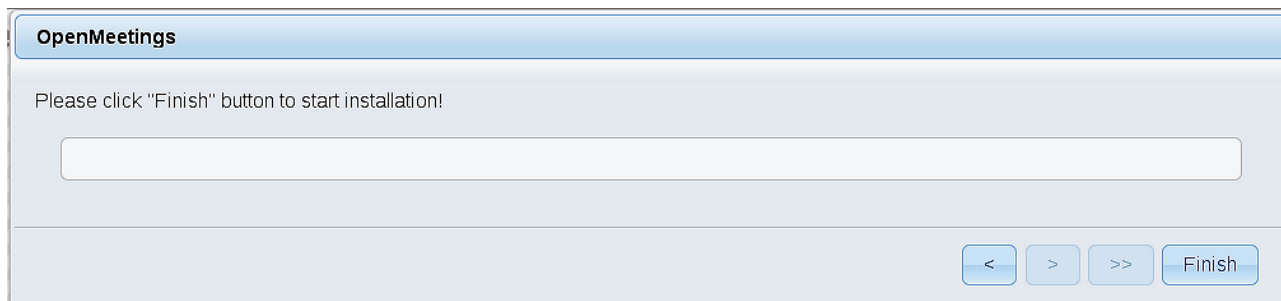 OpenMeetings
Please click "Finish" button to start installation!
< > >> Finish